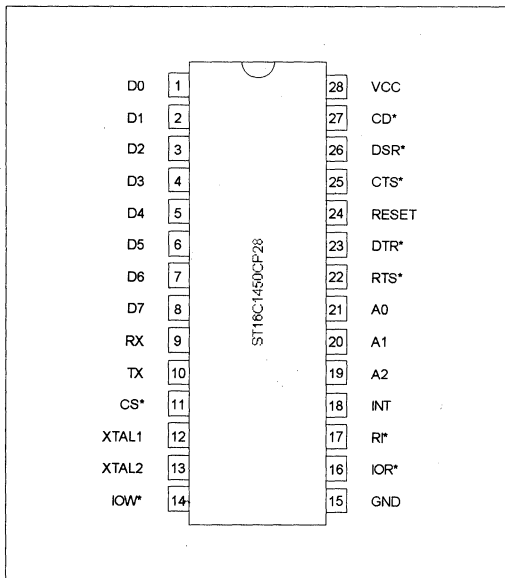 D0 1 28 VCC
D1 2 27 CD*
D2 3 26 DSR*
D3 4 25 CTS*
D4 5 24 RESET
D5 6 23 DTR*
D6 7 22 RTS*
D7 8 21 A0
RX 9 20 A1
TX 10 19 A2
CS* 11 18 INT
XTAL1 12 17 RI*
XTAL2 13 16 IOR*
IOW* 14 15 GND
ST16C1450CP28